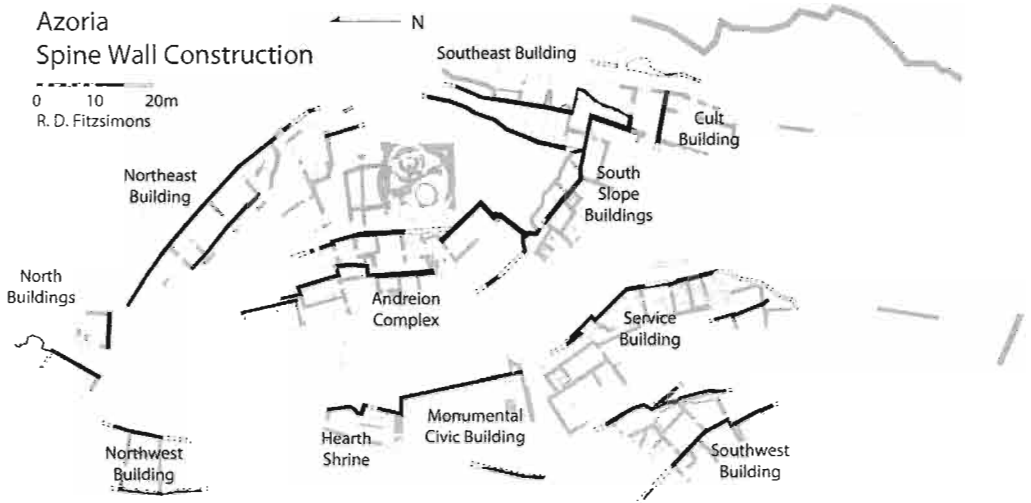 Azoria
Spine Wall Construction
N
0 10 20m
R. D. Fitzsimons
Southeast Building
Cult
Building
Northeast
Building
South
Slope
Buildings
North
Buildings
Andreion
Complex
Service
Building
Hearth
Shrine
Monumental
Civic Building
Northwest
Building
Southwest
Building